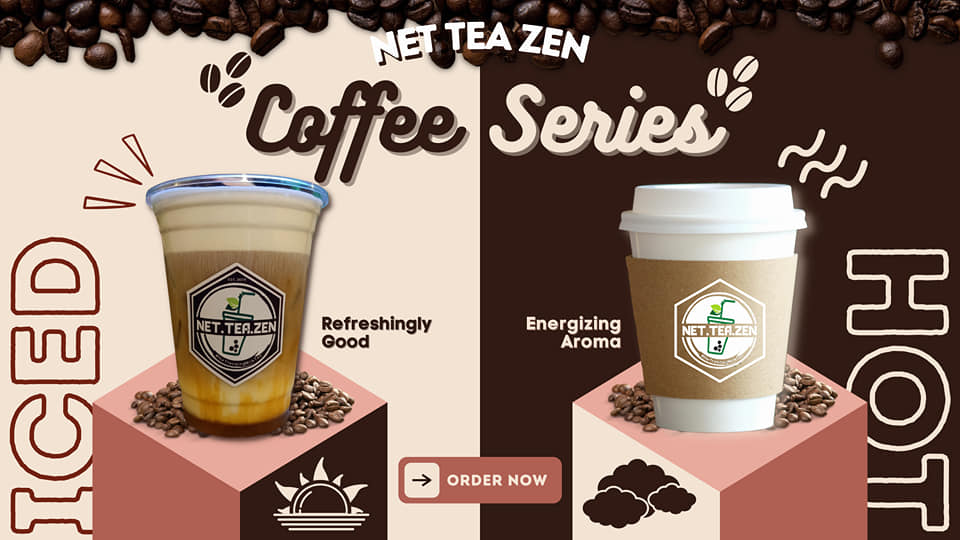 NET TEA ZEN
Coffee Series
ICED
Refreshingly
Good
NET.TEA.ZEN
Energizing
Aroma
NET.TEA.ZEN
HOT
ORDER NOW